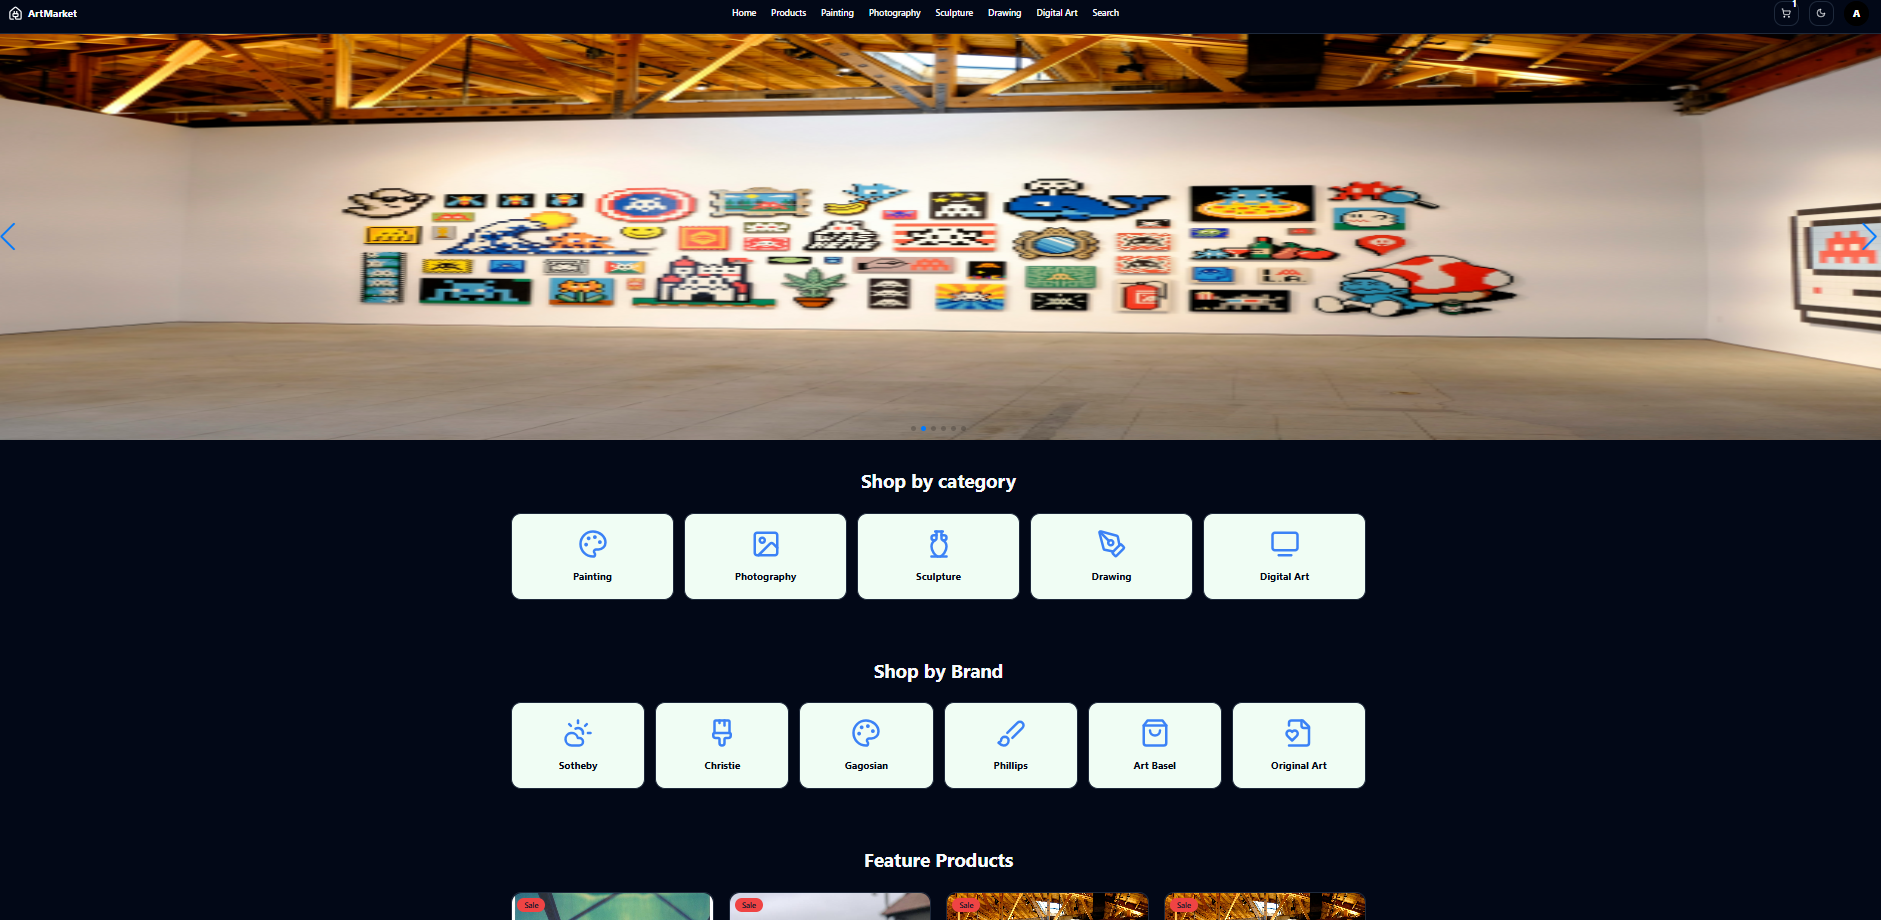 ArtMarket
Home Products Painting Photography Sculpture Drawing Digital Art Search
1
A
Shop by category
Painting Photography Sculpture Drawing Digital Art
Shop by Brand
Sotheby Christie Gagosian Phillips Art Basel Original Art
Feature Products
Sale Sale Sale Sale